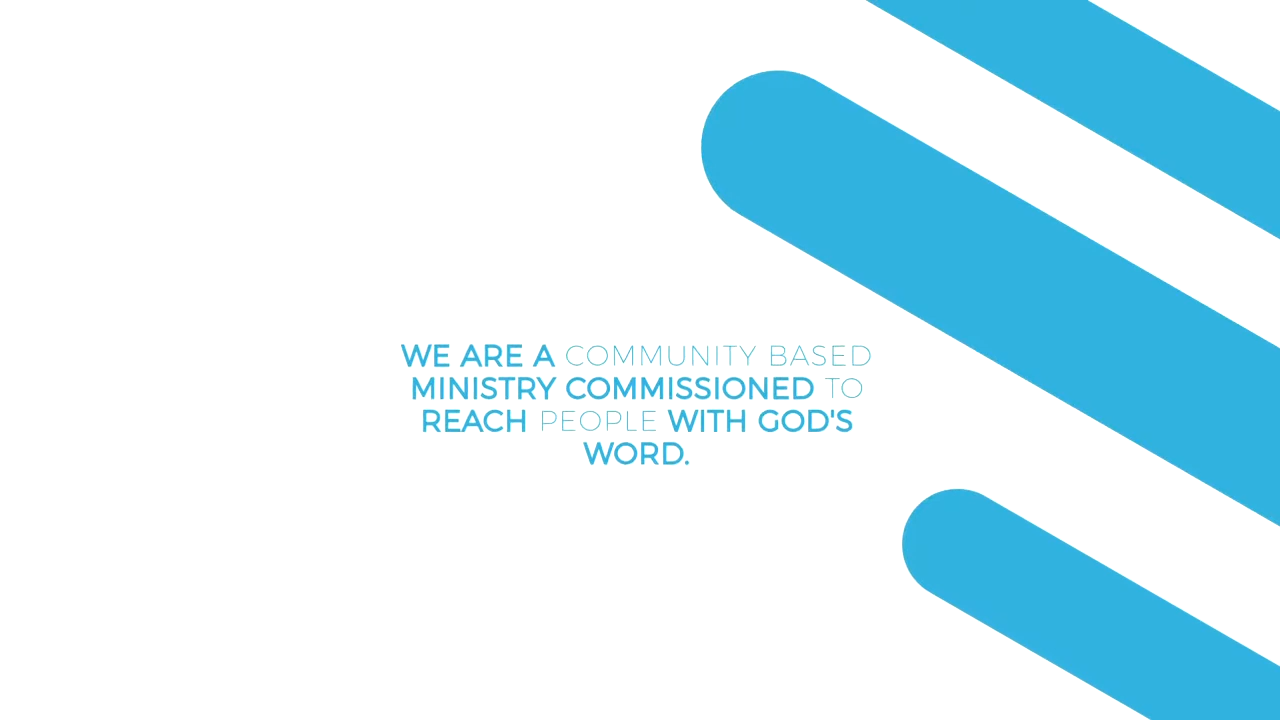 WE ARE A COMMUNITY BASED
MINISTRY COMMISSIONED TO
REACH PEOPLE WITH GOD'S
WORD.